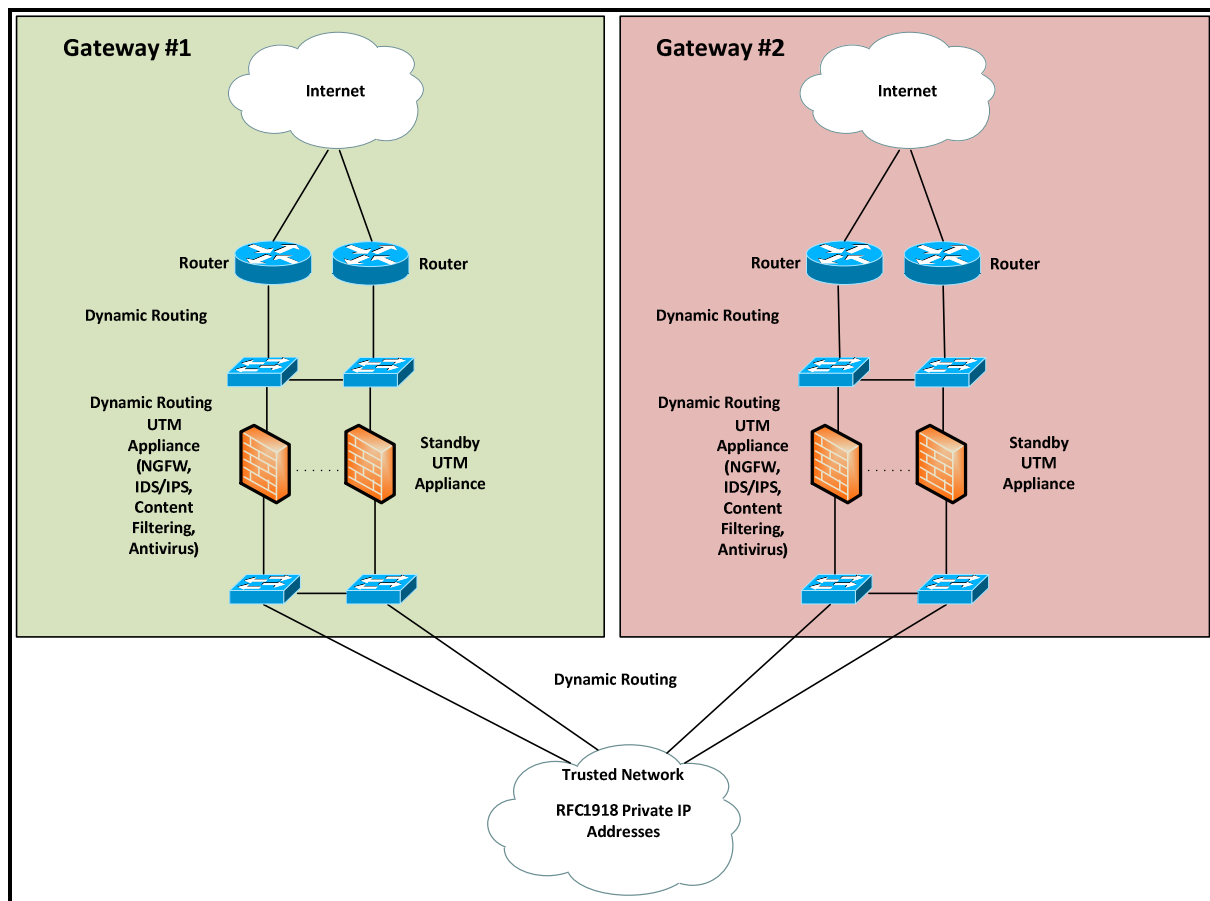 Gateway #1
Internet
Router
Router
Dynamic Routing
Dynamic Routing
UTM
Appliance
(NGFW,
IDS/IPS,
Content
Filtering,
Antivirus)
Standby
UTM
Appliance
Gateway #2
Internet
Router
Router
Dynamic Routing
Dynamic Routing
UTM
Appliance
(NGFW,
IDS/IPS,
Content
Filtering,
Antivirus)
Standby
UTM
Appliance
Dynamic Routing
Trusted Network
RFC1918 Private IP
Addresses